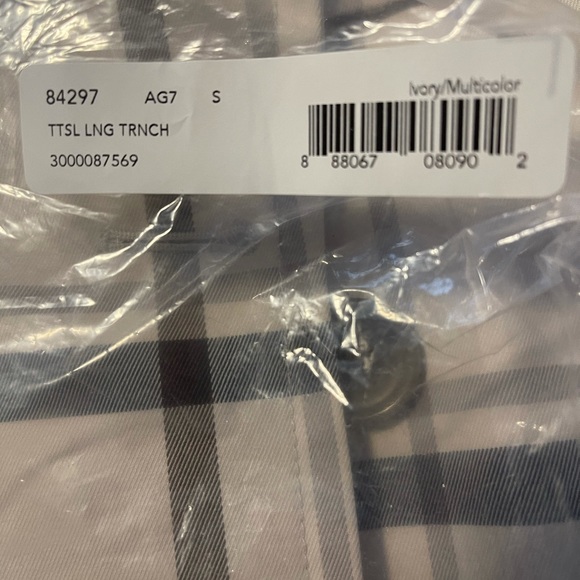 84297 AG7 S Ivory/Multicolor
TTSL LNG TRNCH
3000087569
8 88067 08090 2